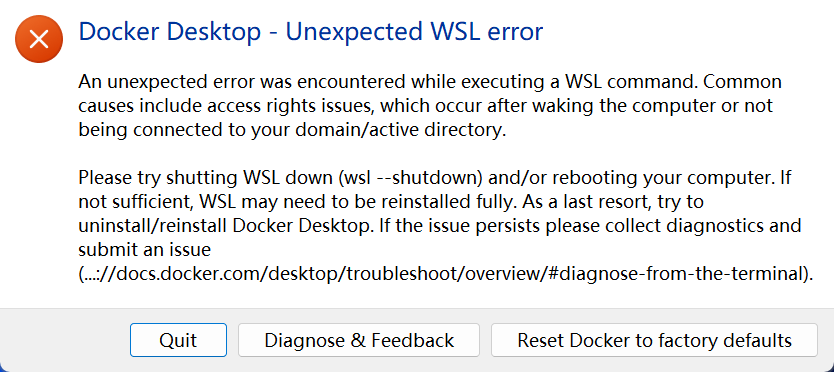 Docker Desktop - Unexpected WSL error
An unexpected error was encountered while executing a WSL command. Common
causes include access rights issues, which occur after waking the computer or not
being connected to your domain/active directory.
Please try shutting WSL down (wsl --shutdown) and/or rebooting your computer. If
not sufficient, WSL may need to be reinstalled fully. As a last resort, try to
uninstall/reinstall Docker Desktop. If the issue persists please collect diagnostics and
submit an issue
(...://docs.docker.com/desktop/troubleshoot/overview/#diagnose-from-the-terminal).
Quit
Diagnose & Feedback
Reset Docker to factory defaults